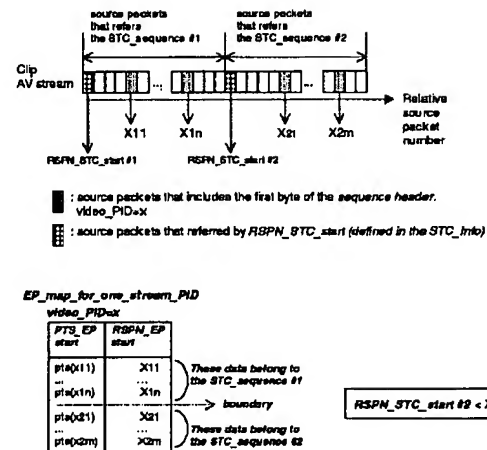 source packets
that refers
the STC_sequence #1
source packets
that refers
the STC_sequence #2
Clip
AV stream
...
...
Relative
source
packet
number
X11
X1n
X21
X2m
RSPN_STC_start #1
RSPN_STC_start #2
: source packets that includes the first byte of the sequence header.
video_PID=x
: source packets that referred by RSPN_STC_start (defined in the STC_Info)
EP_map_for_one_stream_PID
video_PID=x
PTS_EP
start
RSPN_EP
start
pts(x11)
X11
...
...
pts(x1n)
X1n
These data belong to
the STC_sequence #1
boundary
pts(x21)
X21
...
...
pts(x2m)
X2m
These data belong to
the STC_sequence #2
RSPN_STC_start #2 <